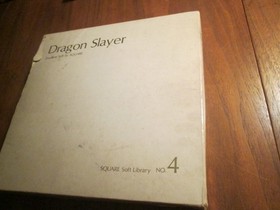 Dragon Slayer
SQUARE Soft Library NO. 4